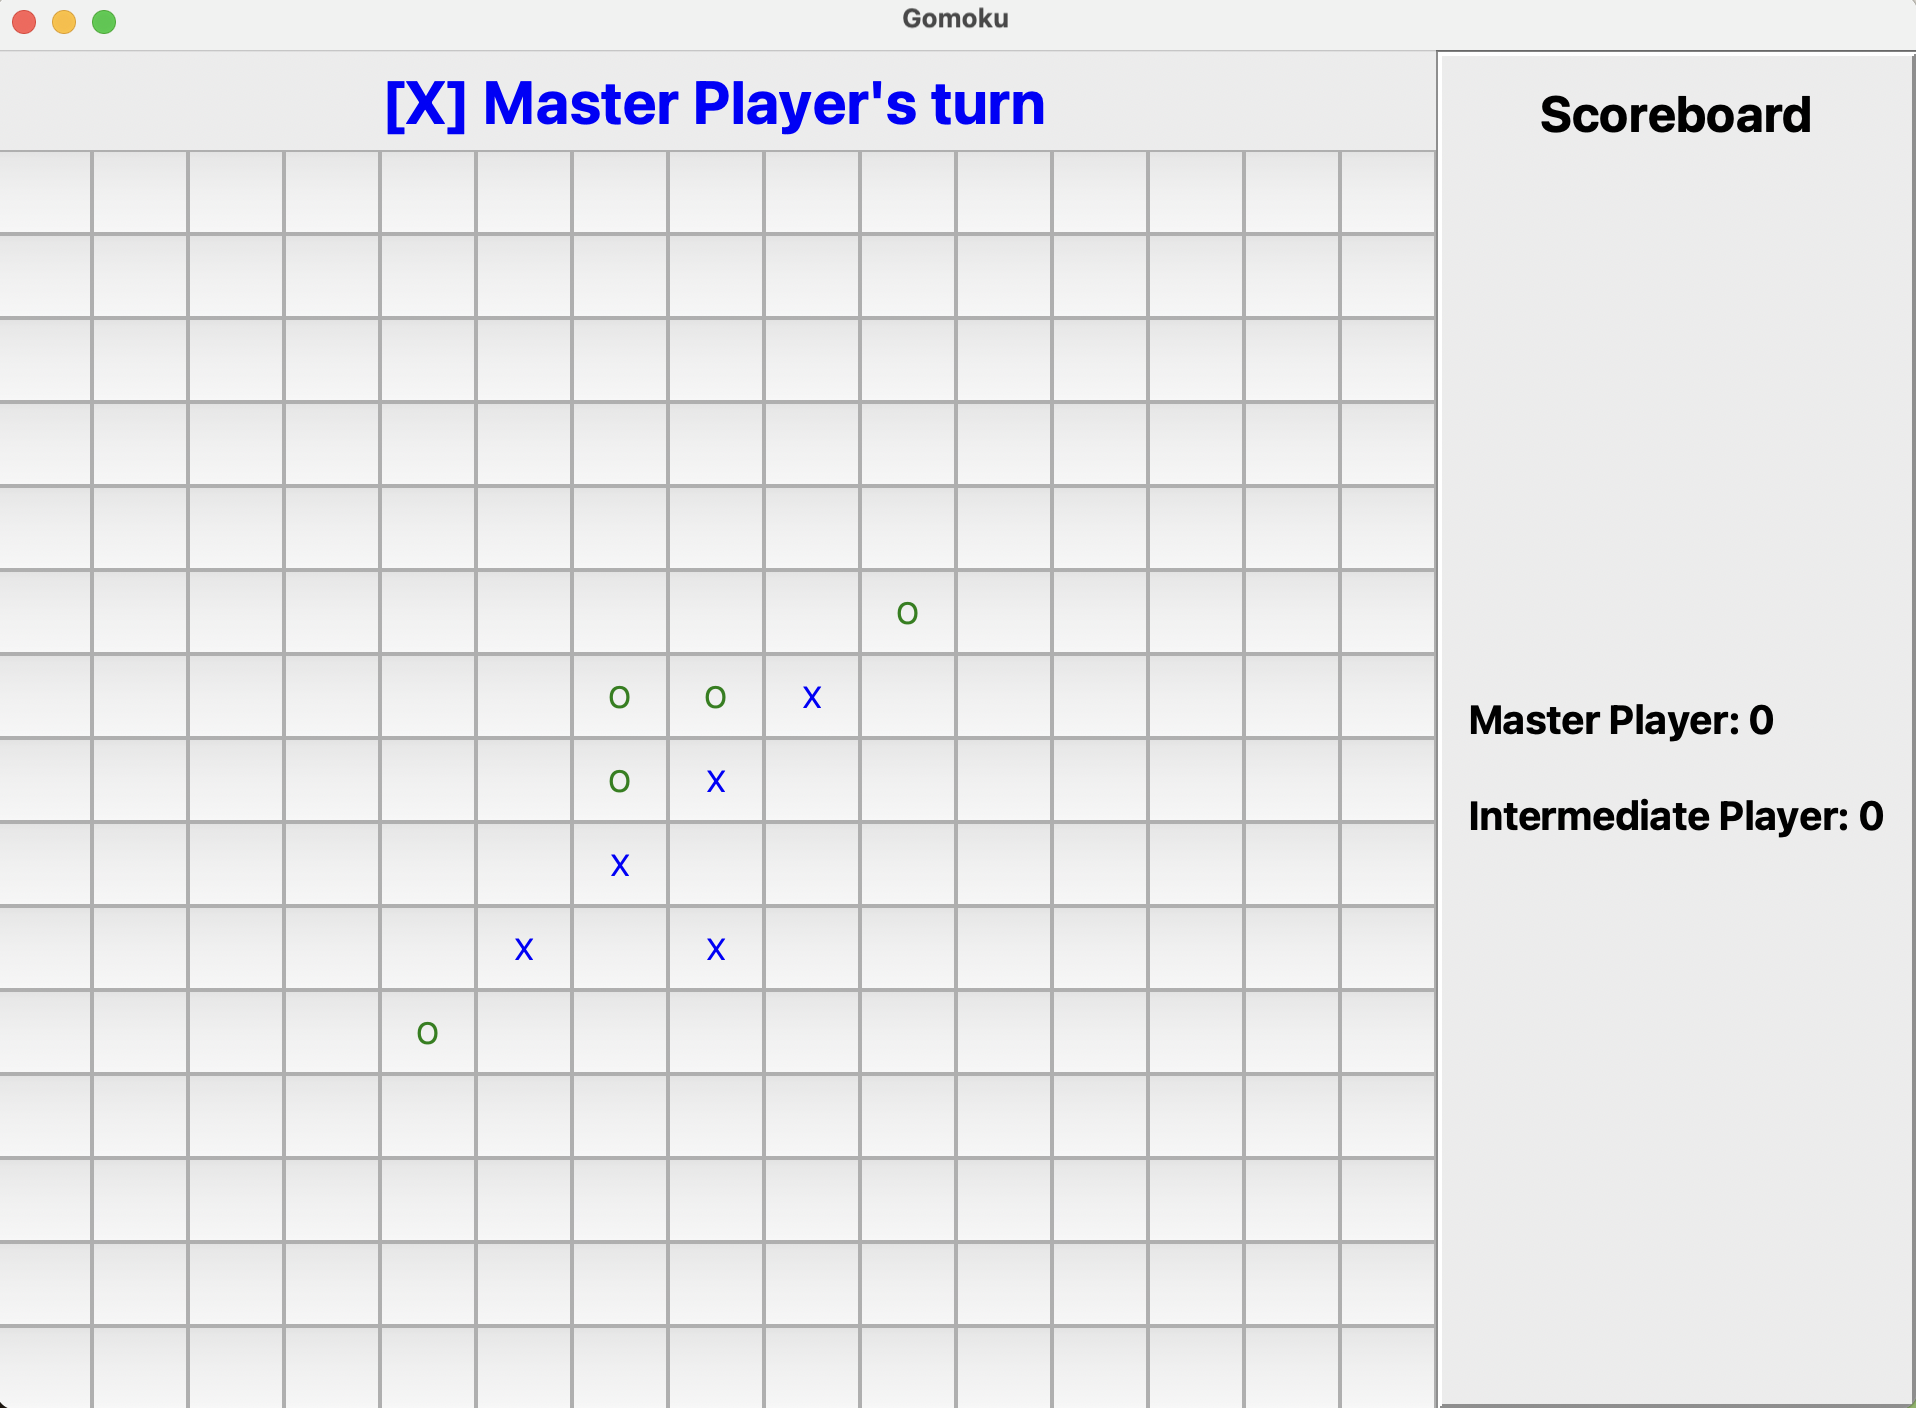 Gomoku
[X] Master Player's turn
Scoreboard
O
O O X
Master Player: 0
O X
Intermediate Player: 0
X
X X
O